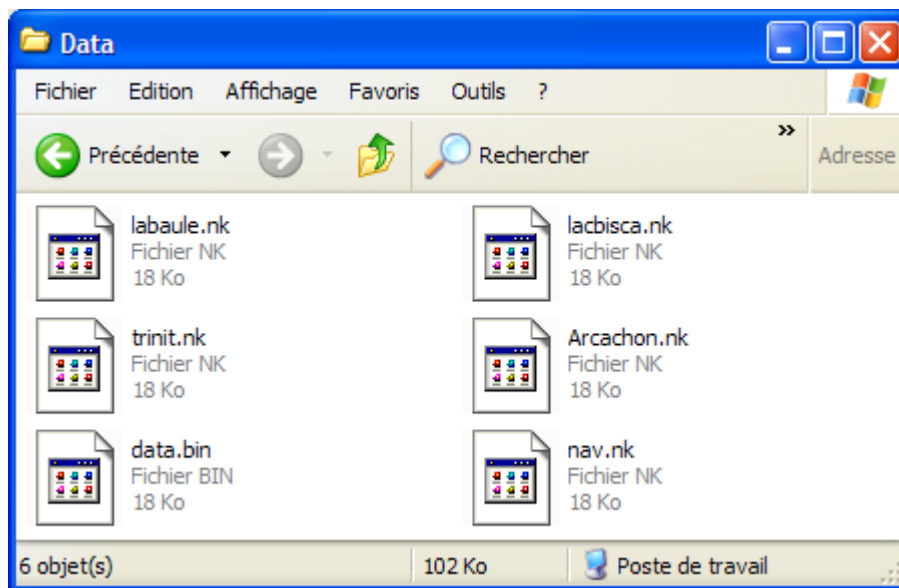 Data
Fichier Edition Affichage Favoris Outils ?
Précédente Rechercher » Adresse
labaule.nk
Fichier NK
18 Ko
lacbisca.nk
Fichier NK
18 Ko
trinit.nk
Fichier NK
18 Ko
Arcachon.nk
Fichier NK
18 Ko
data.bin
Fichier BIN
18 Ko
nav.nk
Fichier NK
18 Ko
6 objet(s) 102 Ko Poste de travail